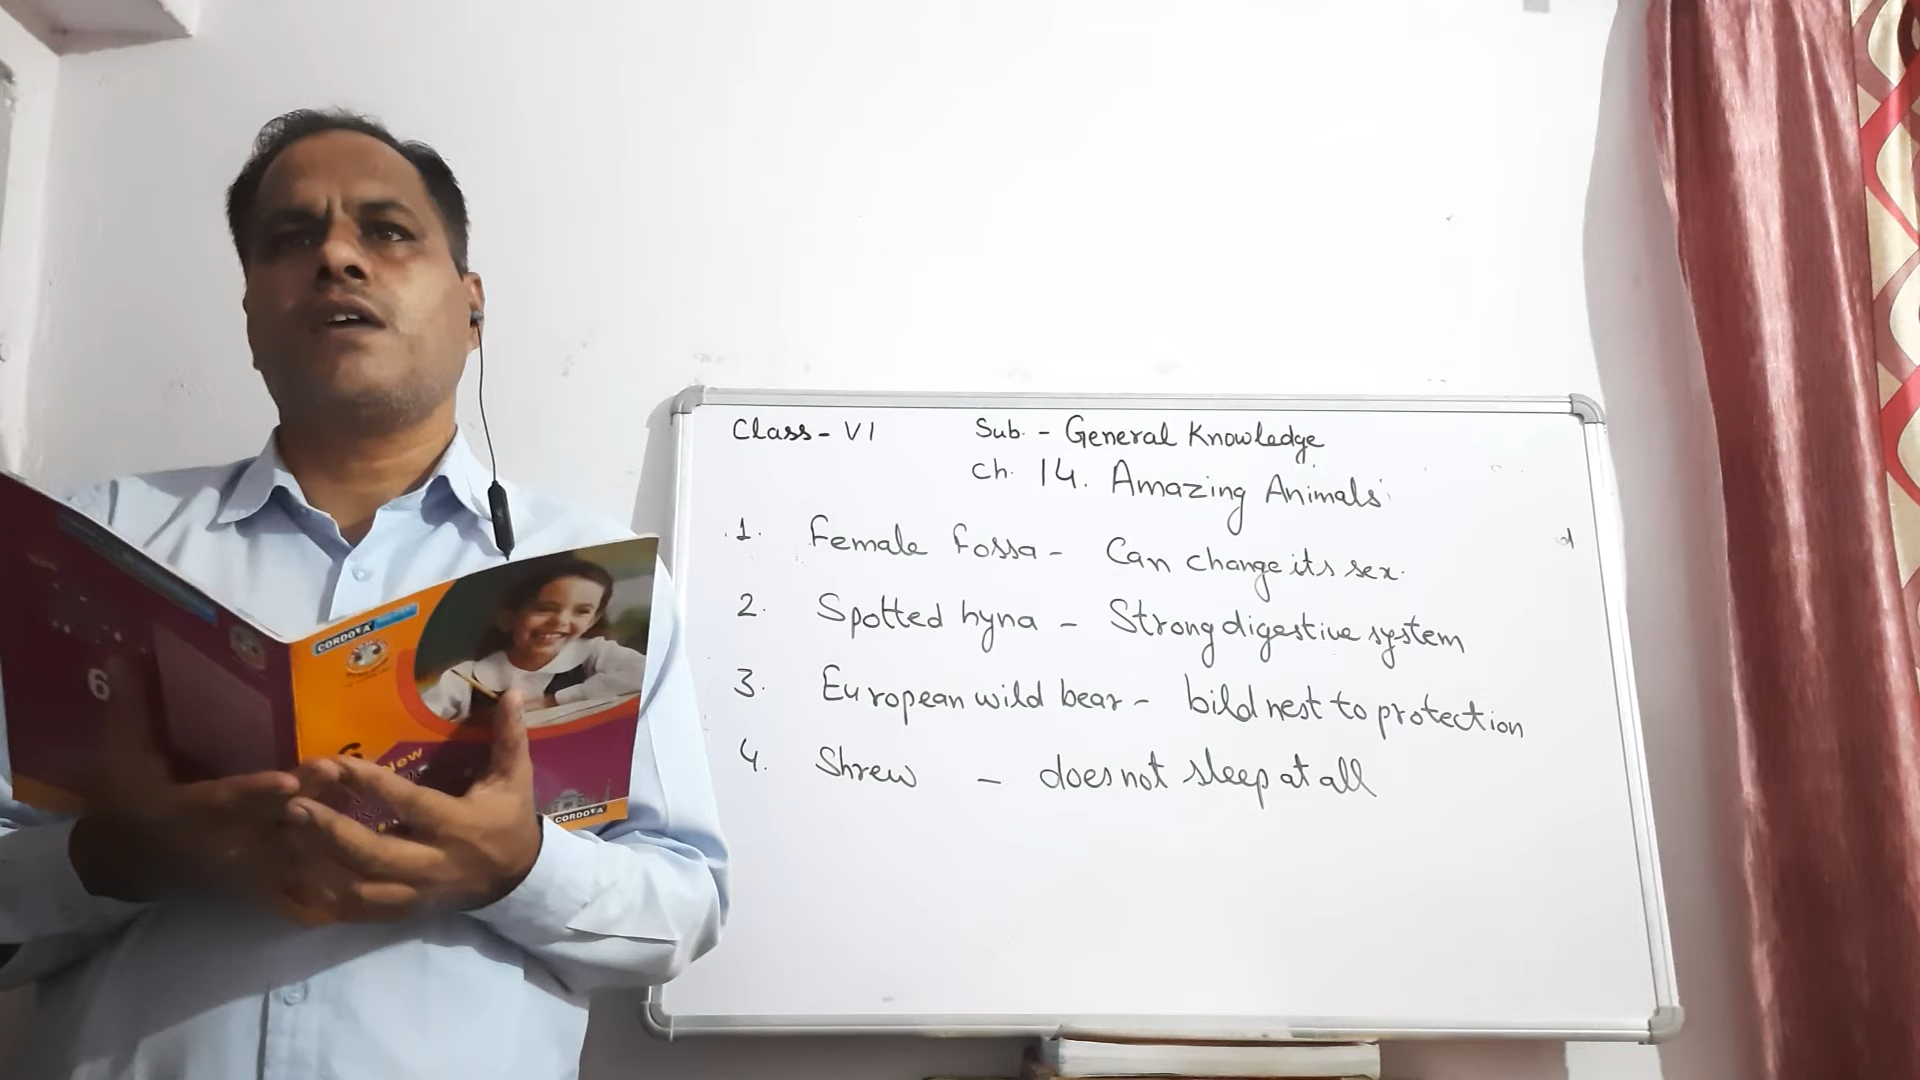 Class - VI Sub. - General Knowledge
Ch. 14. Amazing Animals
1. Female fossa - Can change its sex.
2. Spotted hyna - Strong digestive system
3. European wild bear - bild nest to protection
4. Shrew - does not sleep at all
6
CORDOVA
6
New
CORDOVA